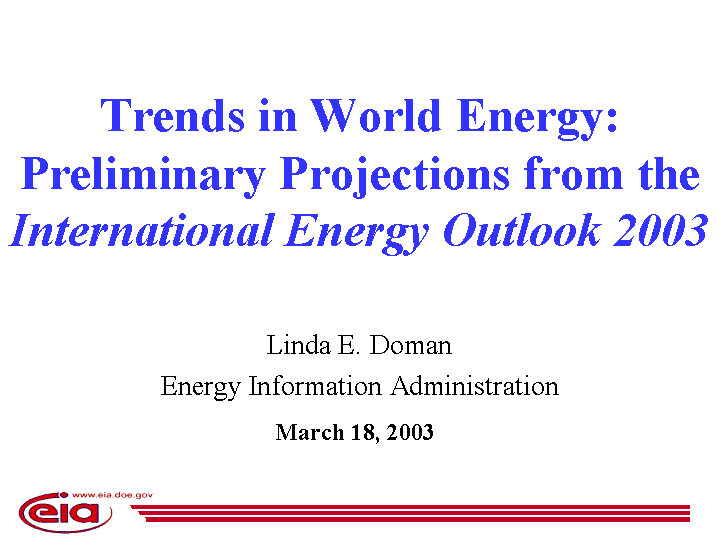 Trends in World Energy:
Preliminary Projections from the
International Energy Outlook 2003
Linda E. Doman
Energy Information Administration
March 18, 2003
www.eia.doe.gov
eia